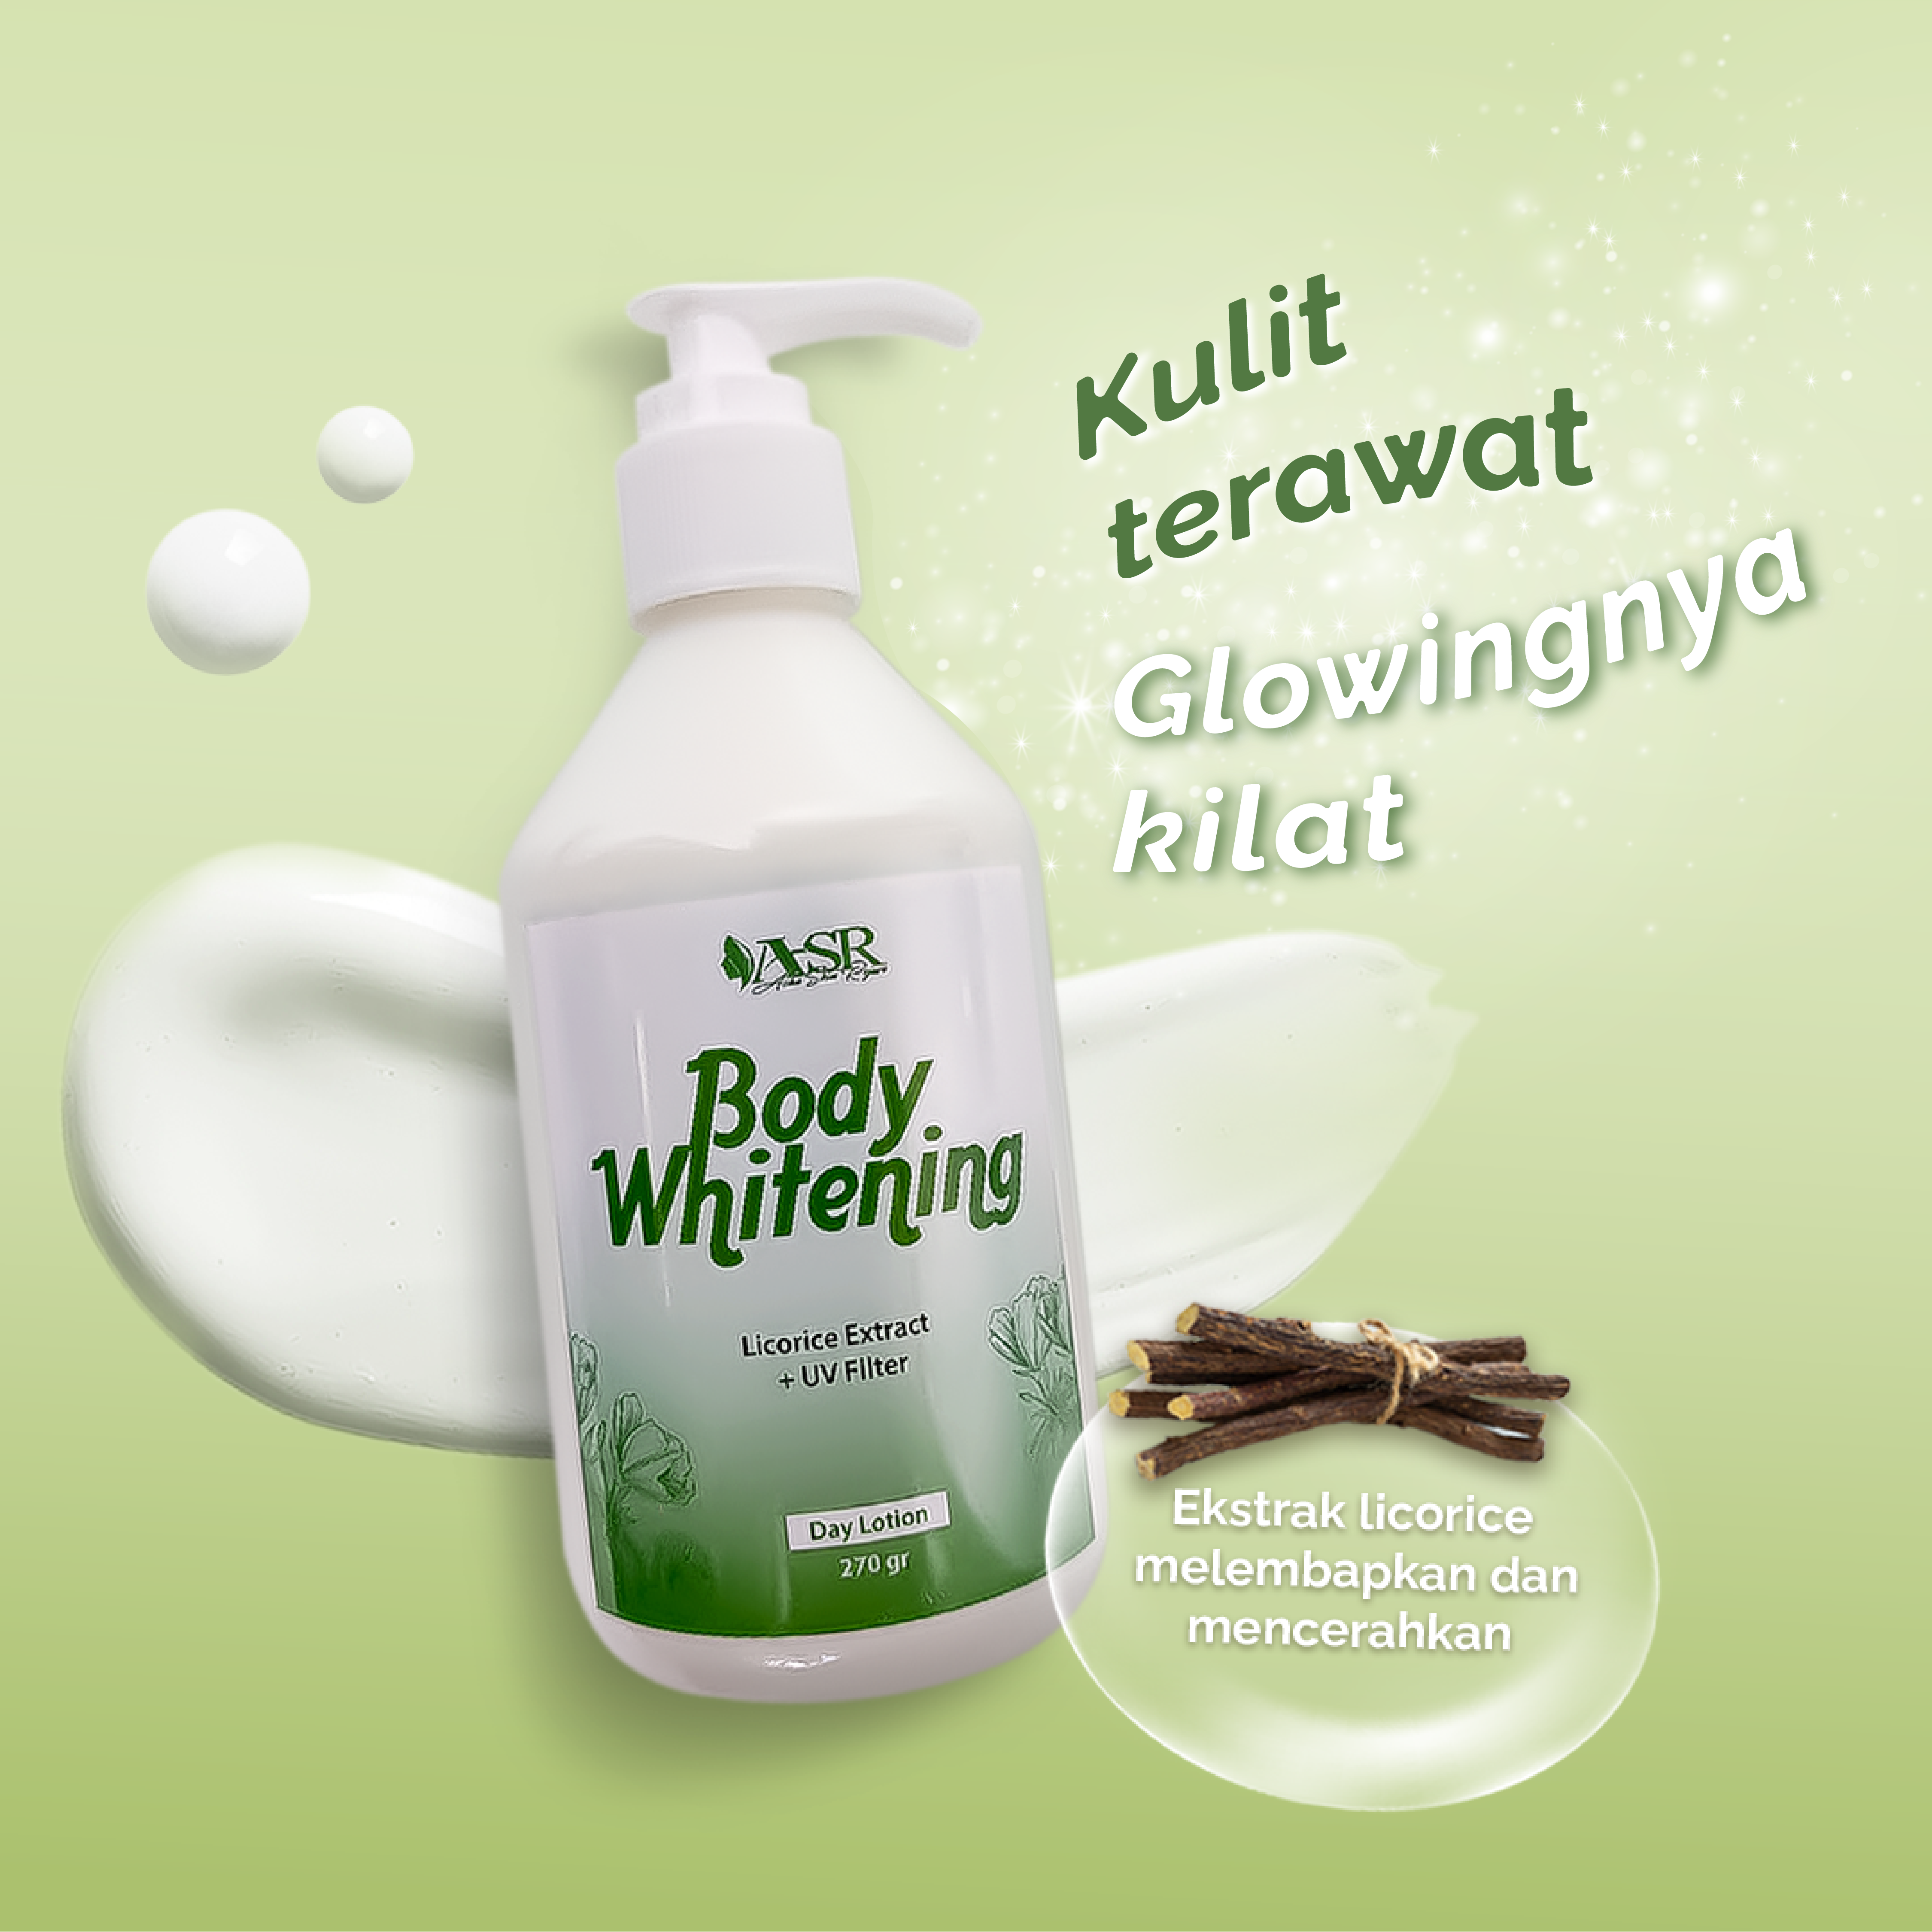 Kulit
terawat
Glowingnya
kilat
ASR
Body
Whitening
Licorice Extract
+ UV Filter
Day Lotion
270 gr
Ekstrak licorice
melembapkan dan
mencerahkan